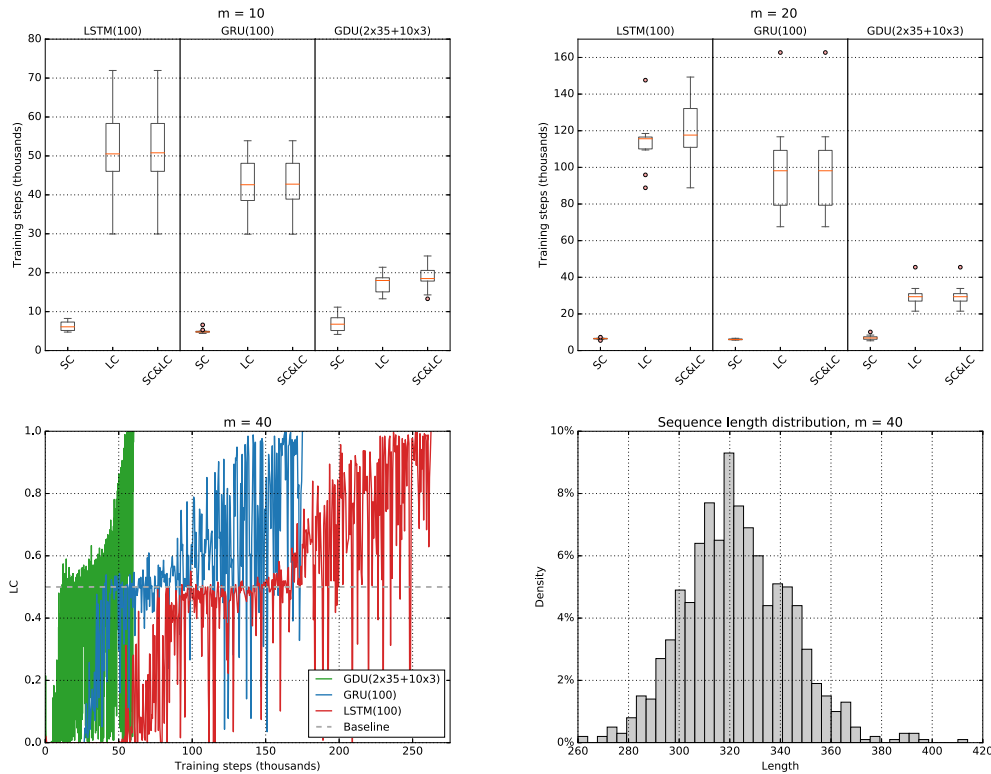 m = 10
LSTM(100) GRU(100) GDU(2x35+10x3)
Training steps (thousands)
80
70
60
50
40
30
20
10
0
SC LC SC&LC SC LC SC&LC SC LC SC&LC
m = 20
LSTM(100) GRU(100) GDU(2x35+10x3)
Training steps (thousands)
160
140
120
100
80
60
40
20
0
SC LC SC&LC SC LC SC&LC SC LC SC&LC
m = 40
LC
1.0
0.8
0.6
0.4
0.2
0.0
GDU(2x35+10x3)
GRU(100)
LSTM(100)
Baseline
0 50 100 150 200 250
Training steps (thousands)
Sequence length distribution, m = 40
Density
10%
8%
6%
4%
2%
0%
260 280 300 320 340 360 380 400 420
Length